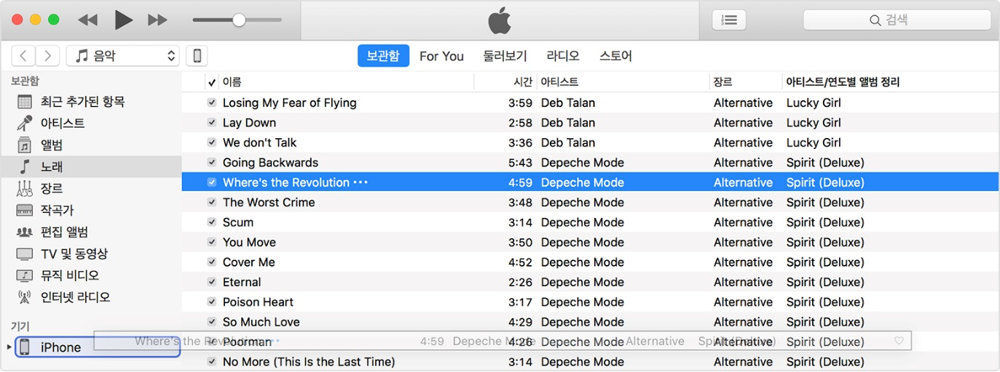 검색
음악
보관함 For You 둘러보기 라디오 스토어
보관함
최근 추가된 항목
아티스트
앨범
노래
장르
작곡가
편집 앨범
TV 및 동영상
뮤직 비디오
인터넷 라디오
기기
iPhone
이름 시간 아티스트 장르 아티스트/연도별 앨범 정리
Losing My Fear of Flying 3:59 Deb Talan Alternative Lucky Girl
Lay Down 2:58 Deb Talan Alternative Lucky Girl
We don't Talk 3:36 Deb Talan Alternative Lucky Girl
Going Backwards 5:43 Depeche Mode Alternative Spirit (Deluxe)
Where's the Revolution ••• 4:59 Depeche Mode Alternative Spirit (Deluxe)
The Worst Crime 3:48 Depeche Mode Alternative Spirit (Deluxe)
Scum 3:14 Depeche Mode Alternative Spirit (Deluxe)
You Move 3:50 Depeche Mode Alternative Spirit (Deluxe)
Cover Me 4:52 Depeche Mode Alternative Spirit (Deluxe)
Eternal 2:26 Depeche Mode Alternative Spirit (Deluxe)
Poison Heart 3:17 Depeche Mode Alternative Spirit (Deluxe)
So Much Love 4:29 Depeche Mode Alternative Spirit (Deluxe)
Poorman 4:26 Depeche Mode Alternative Spirit (Deluxe)
Where's the Revolution 4:59 Depeche Mode Alternative Spirit (Deluxe)
No More (This Is the Last Time) 3:14 Depeche Mode Alternative Spirit (Deluxe)